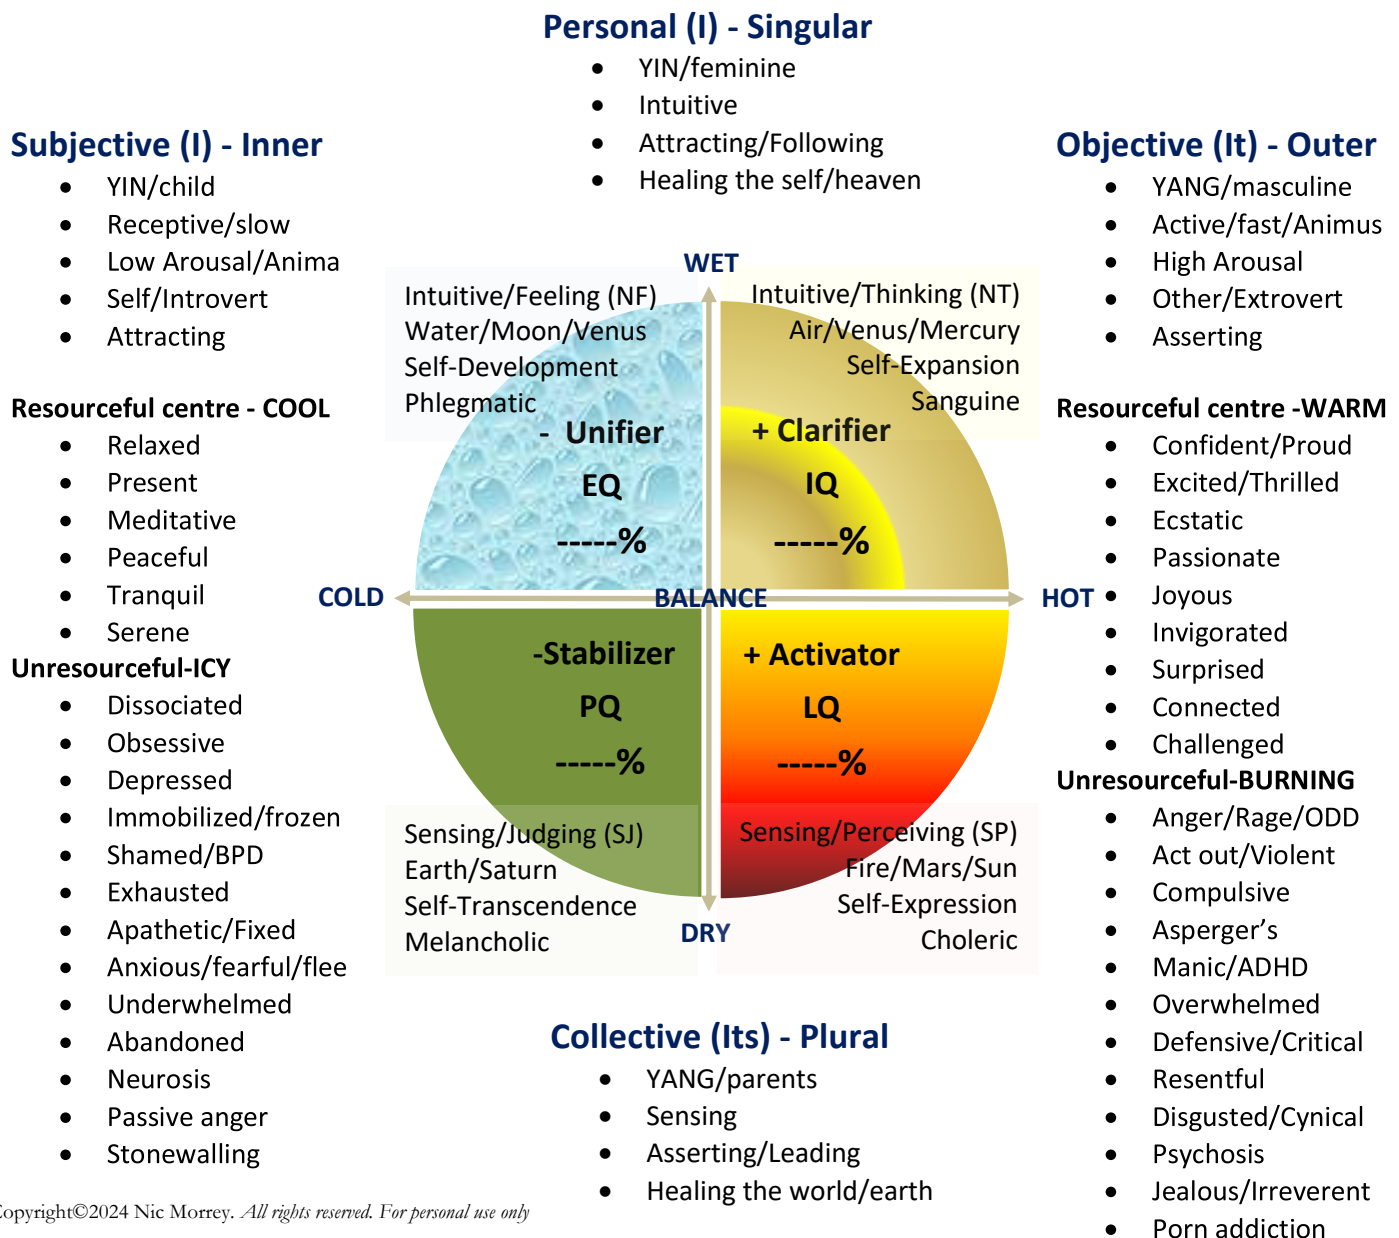 Personal (I) - Singular
• YIN/feminine
• Intuitive
• Attracting/Following
• Healing the self/heaven
Subjective (I) - Inner
• YIN/child
• Receptive/slow
• Low Arousal/Anima
• Self/Introvert
• Attracting
Resourceful centre - COOL
• Relaxed
• Present
• Meditative
• Peaceful
• Tranquil
• Serene
Unresourceful-ICY
• Dissociated
• Obsessive
• Depressed
• Immobilized/frozen
• Shamed/BPD
• Exhausted
• Apathetic/Fixed
• Anxious/fearful/flee
• Underwhelmed
• Abandoned
• Neurosis
• Passive anger
• Stonewalling
WET
Intuitive/Feeling (NF)
Water/Moon/Venus
Self-Development
Phlegmatic
- Unifier
EQ
-----%
Intuitive/Thinking (NT)
Air/Venus/Mercury
Self-Expansion
Sanguine
+ Clarifier
IQ
-----%
COLD
BALANCE
HOT
-Stabilizer
PQ
-----%
Sensing/Judging (SJ)
Earth/Saturn
Self-Transcendence
Melancholic
+ Activator
LQ
-----%
Sensing/Perceiving (SP)
Fire/Mars/Sun
Self-Expression
Choleric
DRY
Objective (It) - Outer
• YANG/masculine
• Active/fast/Animus
• High Arousal
• Other/Extrovert
• Asserting
Resourceful centre -WARM
• Confident/Proud
• Excited/Thrilled
• Ecstatic
• Passionate
• Joyous
• Invigorated
• Surprised
• Connected
• Challenged
Unresourceful-BURNING
• Anger/Rage/ODD
• Act out/Violent
• Compulsive
• Asperger’s
• Manic/ADHD
• Overwhelmed
• Defensive/Critical
• Resentful
• Disgusted/Cynical
• Psychosis
• Jealous/Irreverent
• Porn addiction
Collective (Its) - Plural
• YANG/parents
• Sensing
• Asserting/Leading
• Healing the world/earth
Copyright©2024 Nic Morrey. All rights reserved. For personal use only